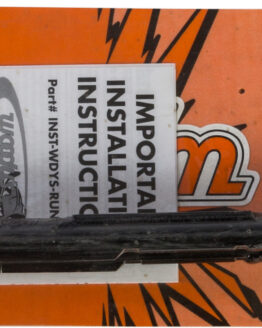 IMPORTA
INSTALLATI
INSTRUCTIO
Part# INST-WDYS-RUN
m